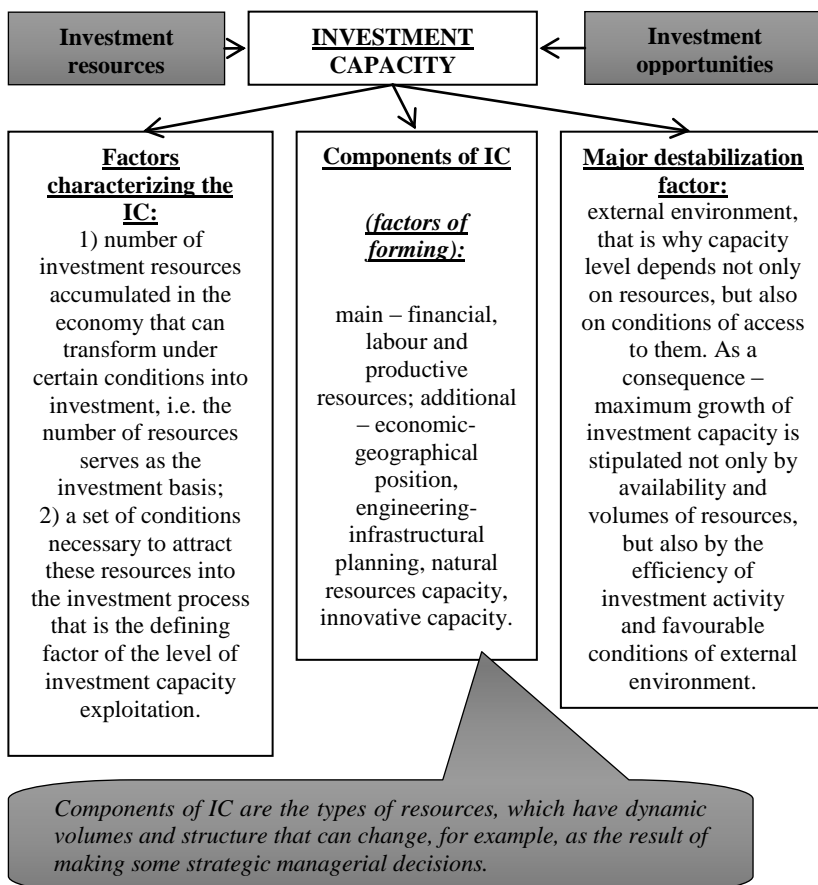 Investment
resources
INVESTMENT
CAPACITY
Investment
opportunities
Factors
characterizing the
IC:
1) number of
investment resources
accumulated in the
economy that can
transform under
certain conditions into
investment, i.e. the
number of resources
serves as the
investment basis;
2) a set of conditions
necessary to attract
these resources into
the investment process
that is the defining
factor of the level of
investment capacity
exploitation.
Components of IC
(factors of
forming):
main – financial,
labour and
productive
resources; additional
– economic-
geographical
position,
engineering-
infrastructural
planning, natural
resources capacity,
innovative capacity.
Major destabilization
factor:
external environment,
that is why capacity
level depends not only
on resources, but also
on conditions of access
to them. As a
consequence –
maximum growth of
investment capacity is
stipulated not only by
availability and
volumes of resources,
but also by the
efficiency of
investment activity
and favourable
conditions of external
environment.
Components of IC are the types of resources, which have dynamic
volumes and structure that can change, for example, as the result of
making some strategic managerial decisions.